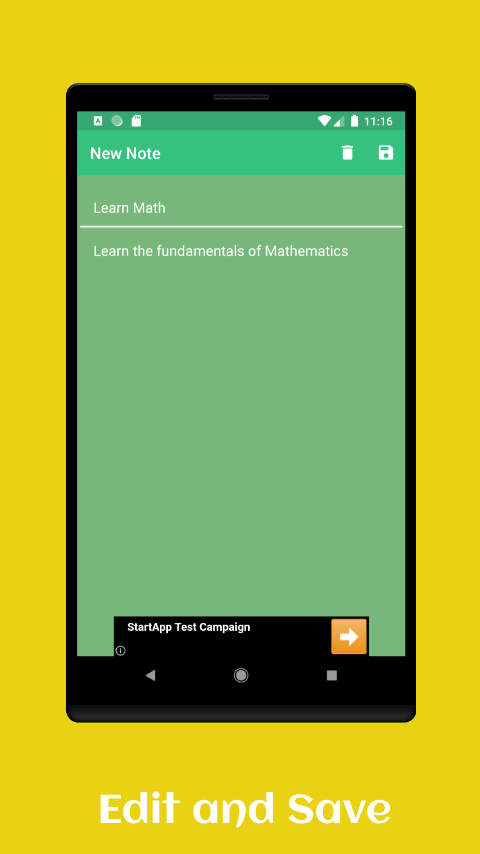 11:16
New Note
Learn Math
Learn the fundamentals of Mathematics
StartApp Test Campaign
Edit and Save